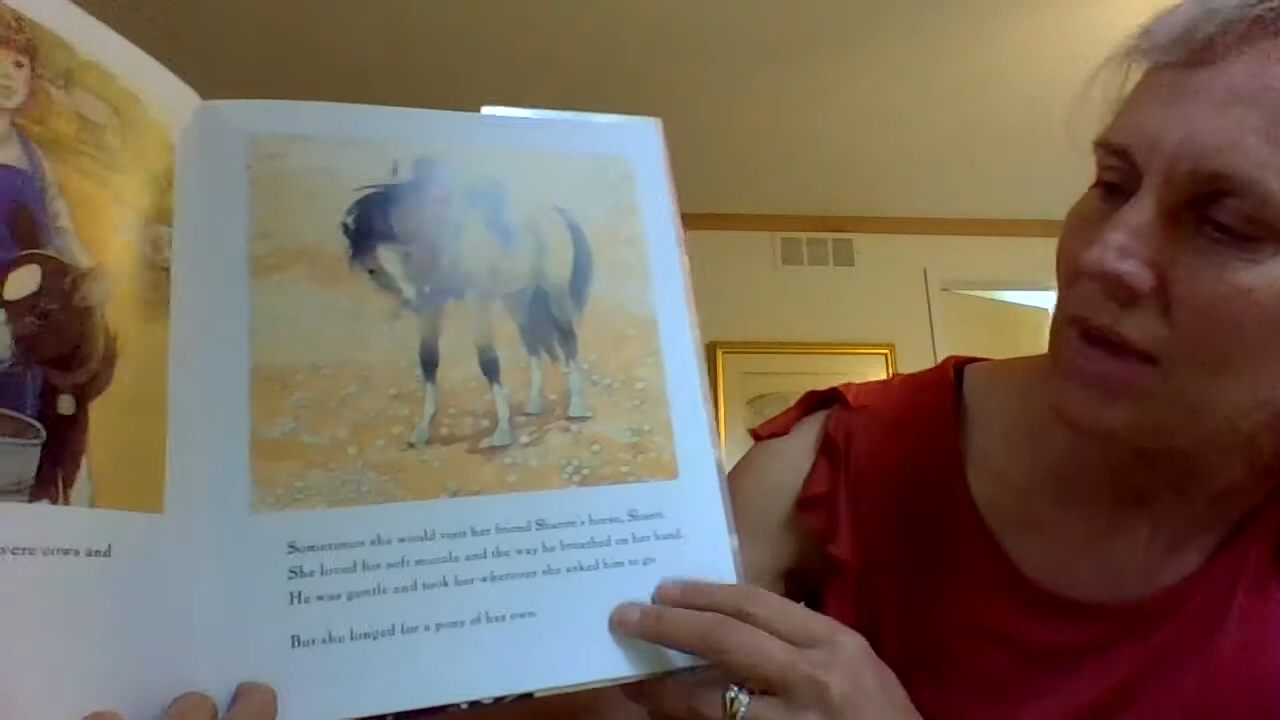 were cows and
Sometimes she would visit her friend Sharon's horse,
She loved his soft muzzle and the way he breathed on her hand.
He was gentle and took her wherever she asked him to go
But she longed for a pony of her own.